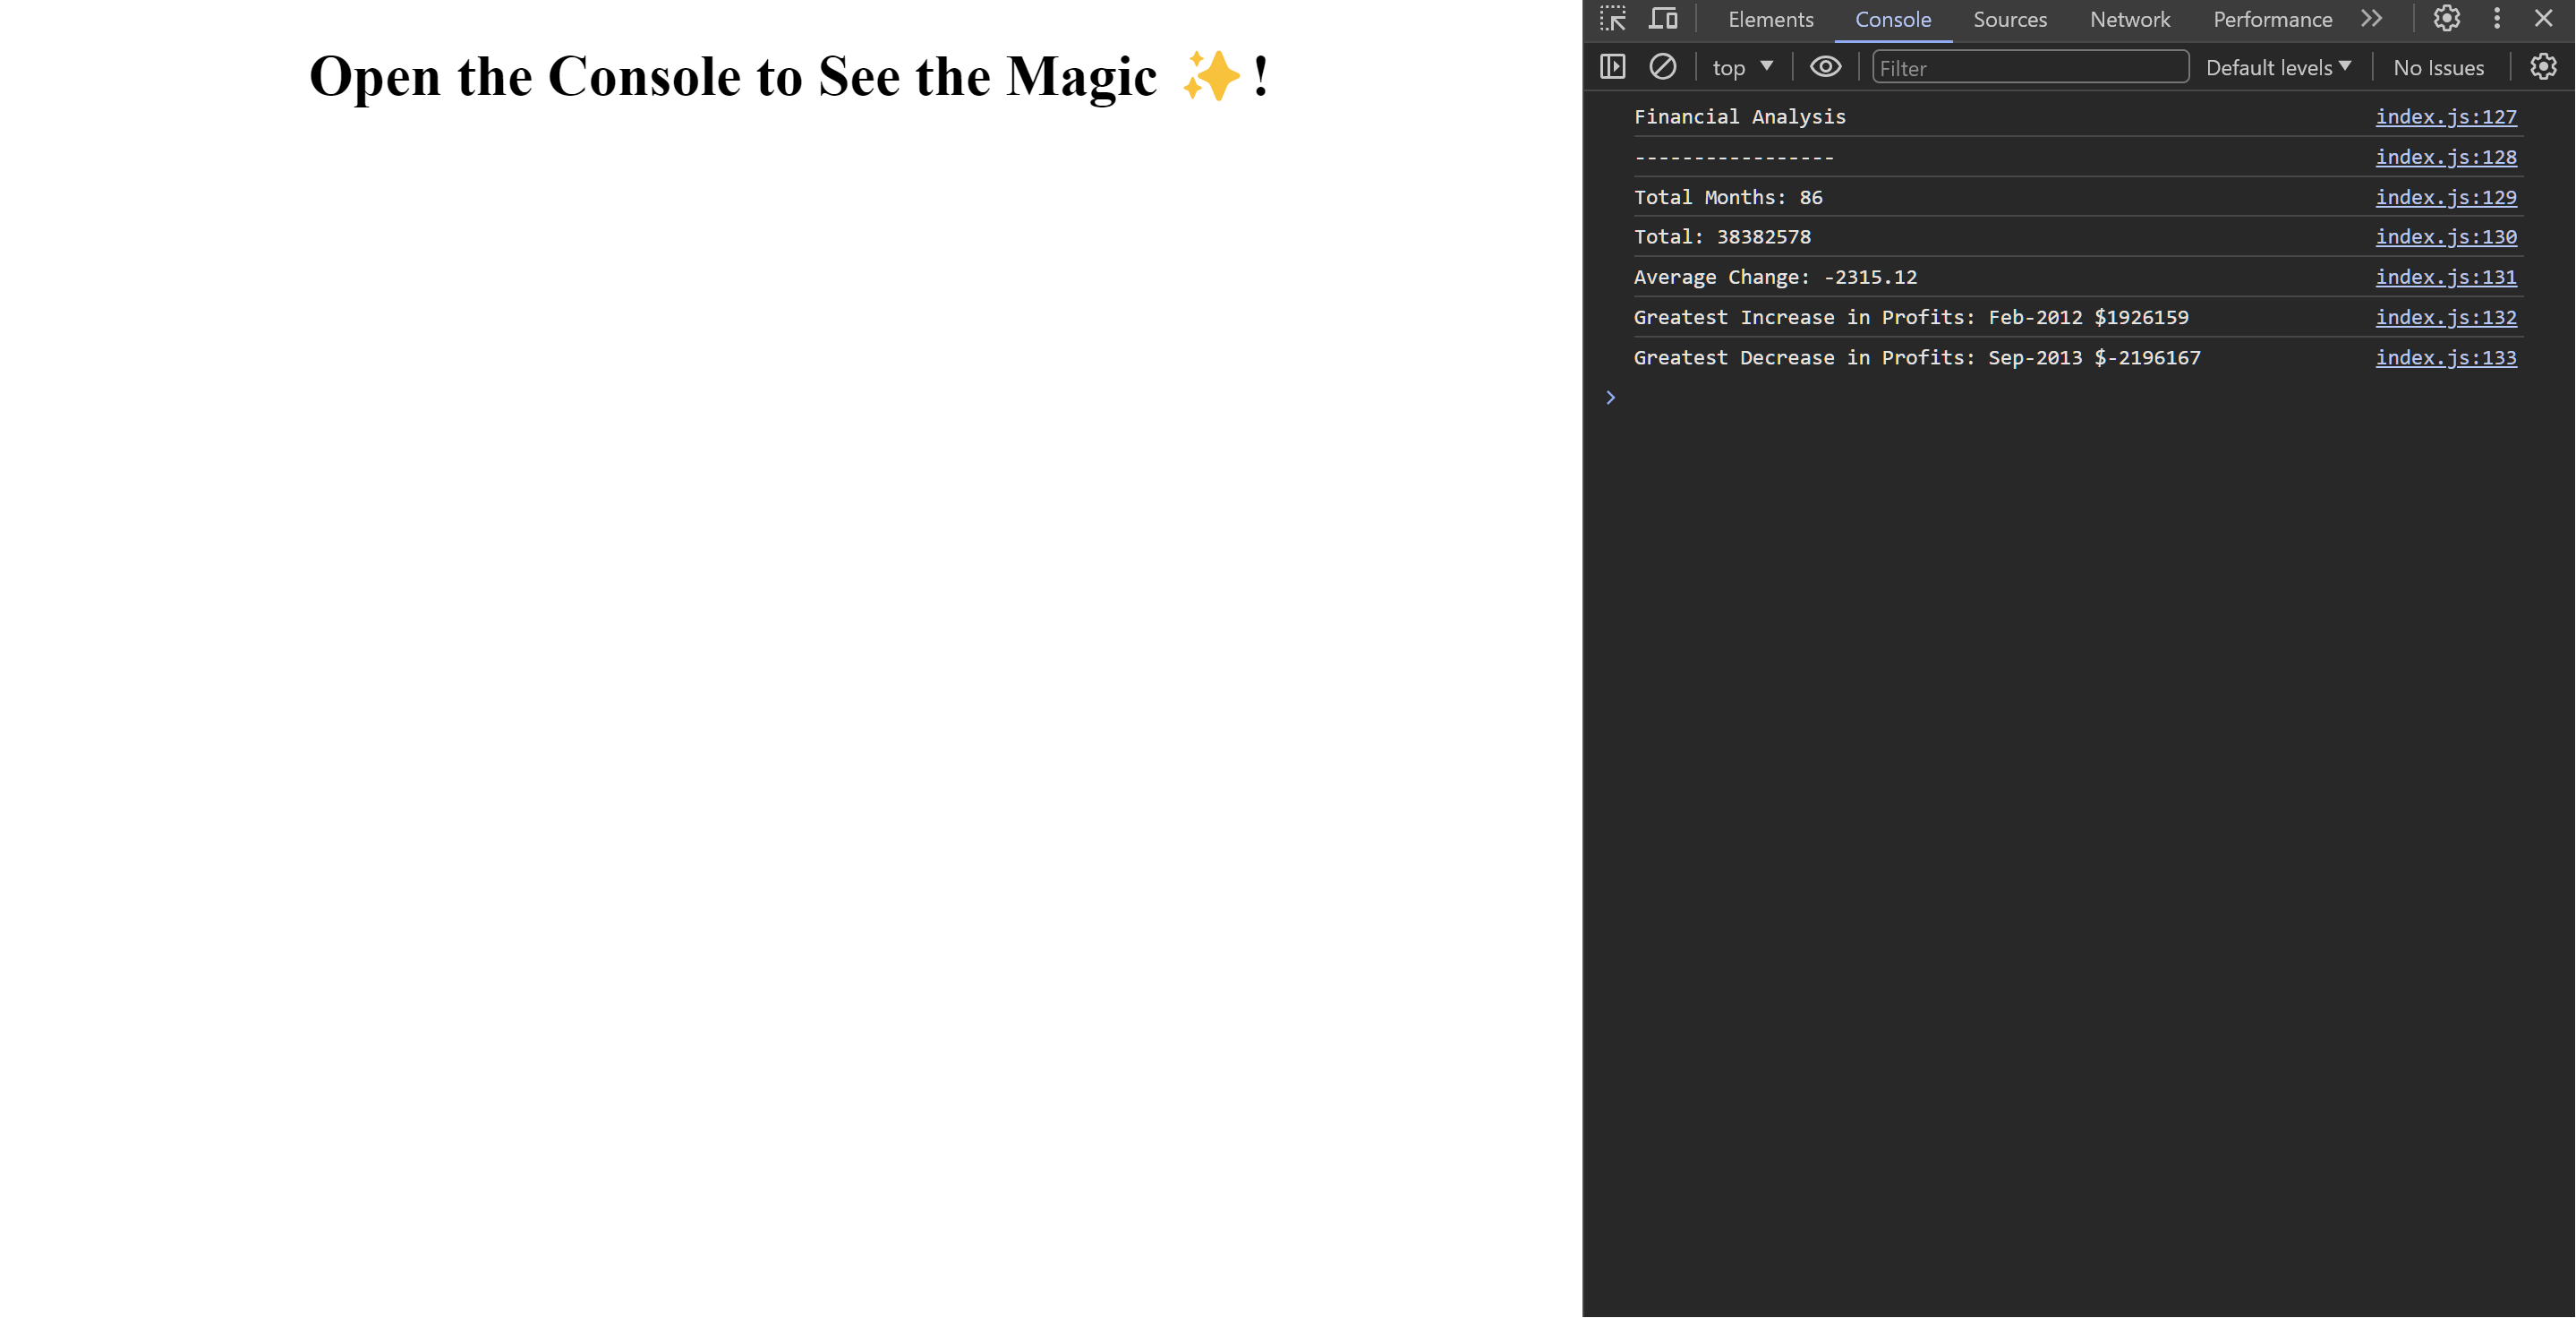 Open the Console to See the Magic ✨!
Elements Console Sources Network Performance
top Filter Default levels No Issues
Financial Analysis index.js:127
----------------- index.js:128
Total Months: 86 index.js:129
Total: 38382578 index.js:130
Average Change: -2315.12 index.js:131
Greatest Increase in Profits: Feb-2012 $1926159 index.js:132
Greatest Decrease in Profits: Sep-2013 $-2196167 index.js:133